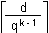 ⌈d / q^{k-1}⌉